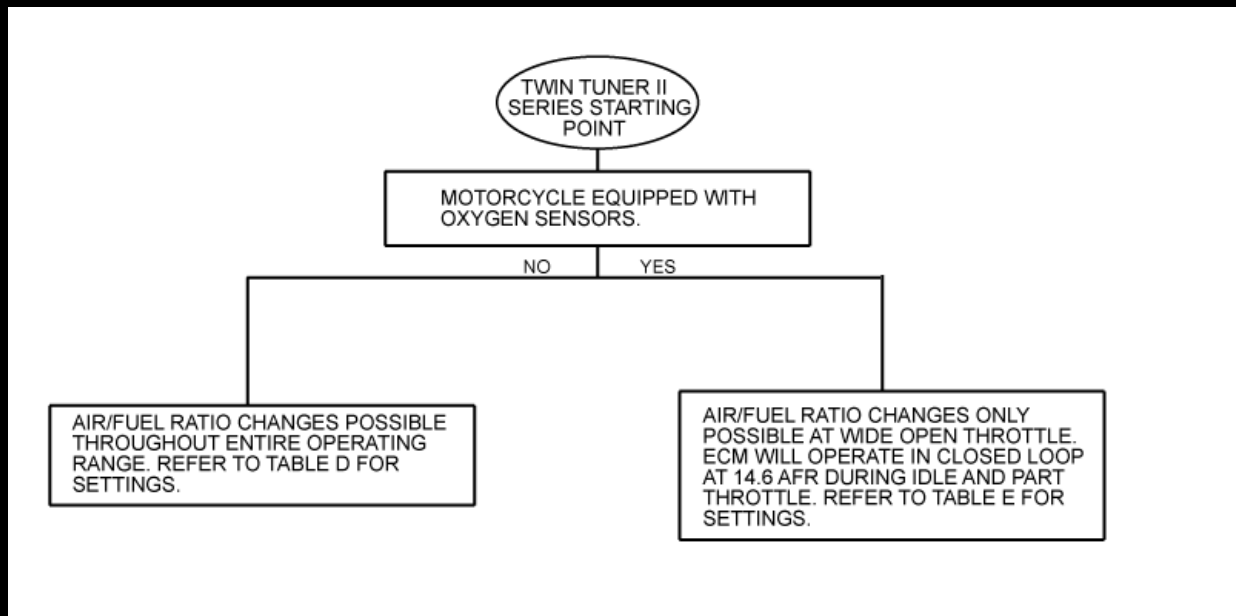 TWIN TUNER II
SERIES STARTING
POINT
MOTORCYCLE EQUIPPED WITH
OXYGEN SENSORS.
NO
YES
AIR/FUEL RATIO CHANGES POSSIBLE
THROUGHOUT ENTIRE OPERATING
RANGE. REFER TO TABLE D FOR
SETTINGS.
AIR/FUEL RATIO CHANGES ONLY
POSSIBLE AT WIDE OPEN THROTTLE.
ECM WILL OPERATE IN CLOSED LOOP
AT 14.6 AFR DURING IDLE AND PART
THROTTLE. REFER TO TABLE E FOR
SETTINGS.